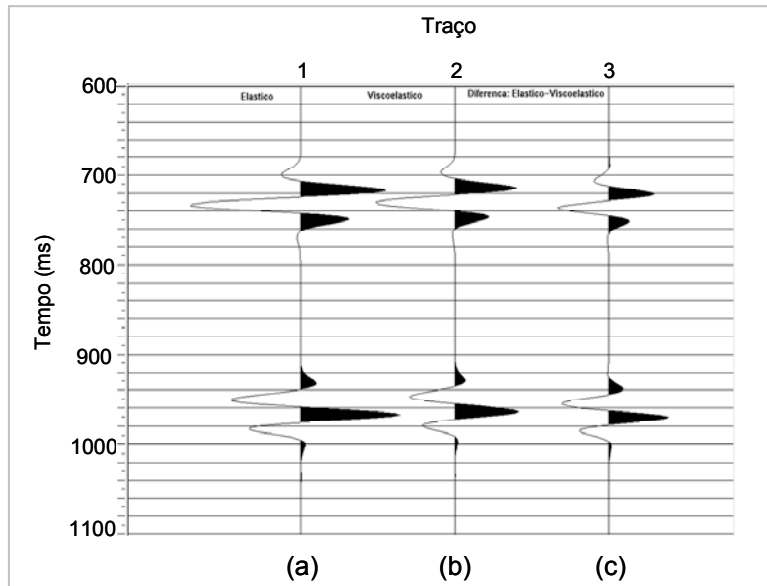 Traço
1 2 3
Elastico Viscoelastico Diferenca: Elastico-Viscoelastico
Tempo (ms)
600
700
800
900
1000
1100
(a) (b) (c)